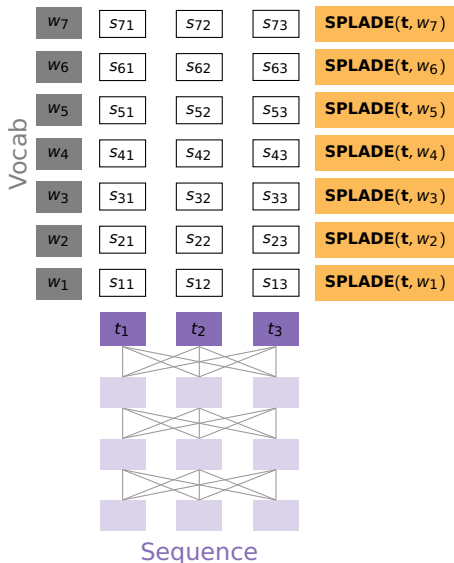 w₇ s₇₁ s₇₂ s₇₃ SPLADE(t, w₇)
w₆ s₆₁ s₆₂ s₆₃ SPLADE(t, w₆)
w₅ s₅₁ s₅₂ s₅₃ SPLADE(t, w₅)
w₄ s₄₁ s₄₂ s₄₃ SPLADE(t, w₄)
w₃ s₃₁ s₃₂ s₃₃ SPLADE(t, w₃)
w₂ s₂₁ s₂₂ s₂₃ SPLADE(t, w₂)
w₁ s₁₁ s₁₂ s₁₃ SPLADE(t, w₁)
Vocab
t₁ t₂ t₃
Sequence